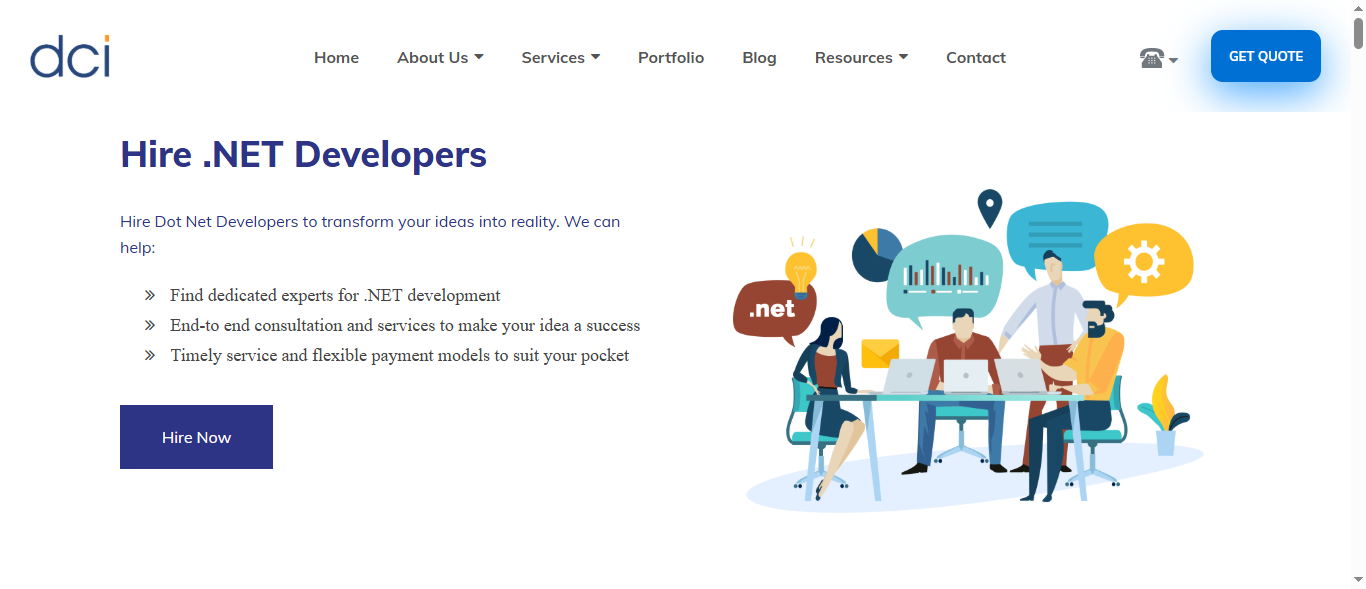 dci
Home
About Us
Services
Portfolio
Blog
Resources
Contact
GET QUOTE
Hire .NET Developers
Hire Dot Net Developers to transform your ideas into reality. We can
help:
Find dedicated experts for .NET development
End-to end consultation and services to make your idea a success
Timely service and flexible payment models to suit your pocket
Hire Now
.net